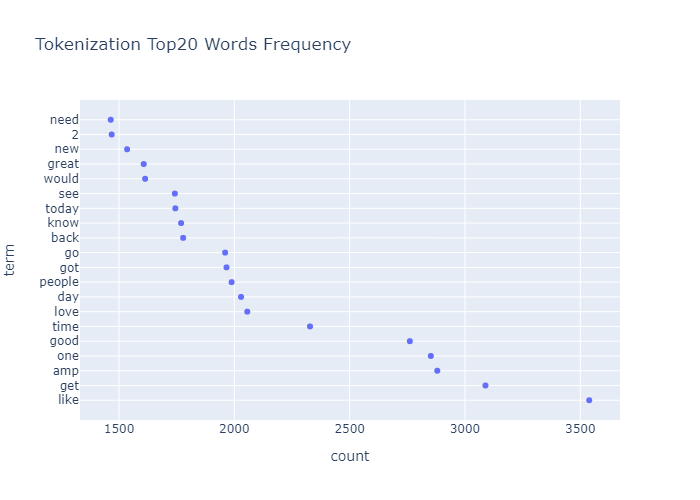 Tokenization Top20 Words Frequency
need
2
new
great
would
see
today
know
back
go
got
people
day
love
time
good
one
amp
get
like
term
1500 2000 2500 3000 3500
count